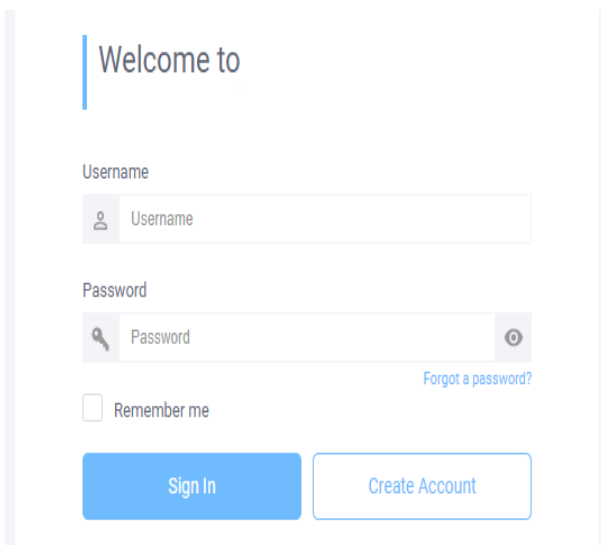 Welcome to
Username
Username
Password
Password
Forgot a password?
Remember me
Sign In
Create Account